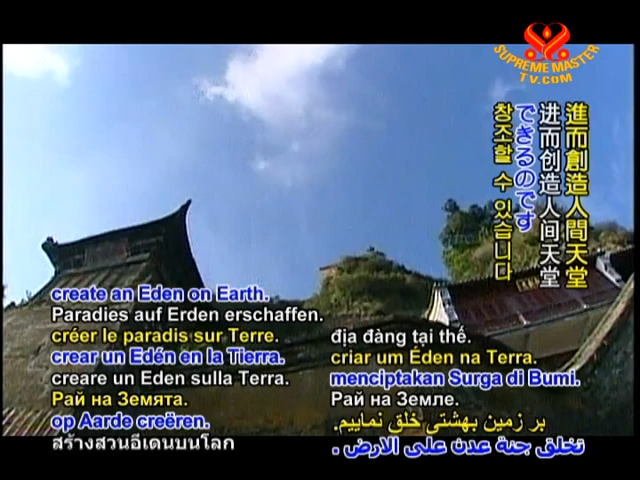 SUPREME MASTER
TV.COM
進而創造人間天堂
进而创造人间天堂
できるのです
창조할 수 있습니다
create an Eden on Earth.
Paradies auf Erden erschaffen.
créer le paradis sur Terre.
crear un Edén en la Tierra.
creare un Eden sulla Terra.
Рай на Земята.
op Aarde creëren.
สร้างสวนอีเดนบนโลก
địa đàng tại thế.
criar um Éden na Terra.
menciptakan Surga di Bumi.
Рай на Земле.
بر زمین بهشتی خلق نماییم.
تخلق جنة عدن على الارض .